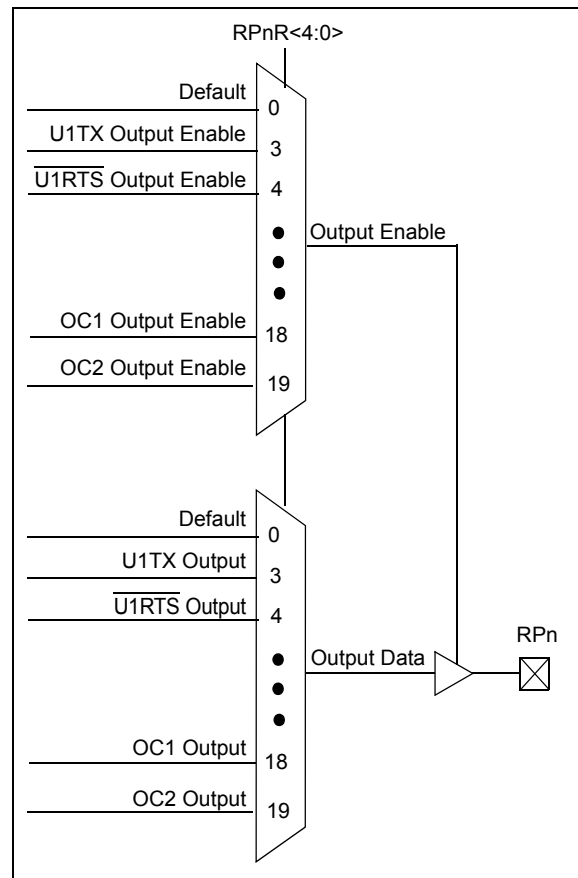 RPnR<4:0>
Default
0
U1TX Output Enable
3
U1RTS Output Enable
4
Output Enable
OC1 Output Enable
18
OC2 Output Enable
19
Default
0
U1TX Output
3
U1RTS Output
4
RPn
Output Data
OC1 Output
18
OC2 Output
19